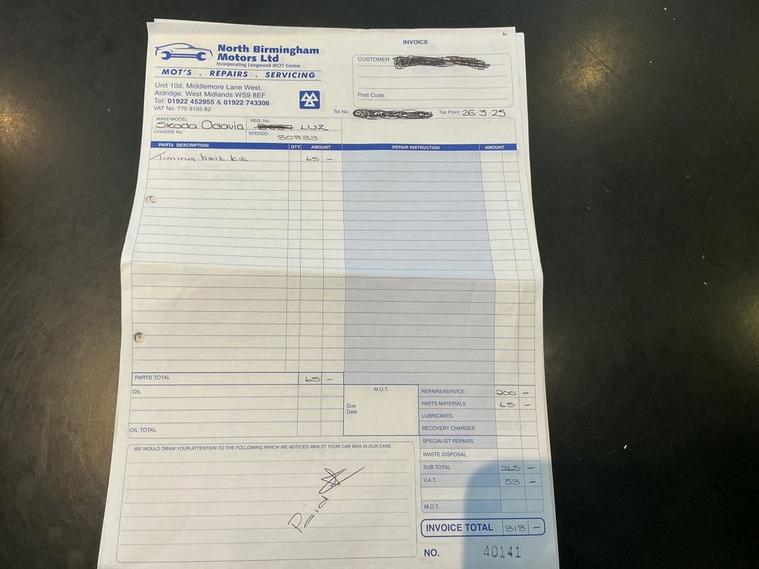 INVOICE
North Birmingham
Motors Ltd
Incorporating Longwood MOT Centre
MOT'S . REPAIRS . SERVICING
Unit 10d, Middlemore Lane West,
Aldridge, West Midlands WS9 8EF
Tel: 01922 452955 & 01922 743306
VAT No. 775 9155 82
CUSTOMER
Post Code:
Tel No. Tax Point: 26.3.25
MAKE/MODEL Skoda Octavia
REG. No. LUZ
CHASSIS No. SPEEDO
PARTS DESCRIPTION QTY AMOUNT REPAIR INSTRUCTION AMOUNT
Timing belt kit 65 -
PARTS TOTAL 65 -
OIL
OIL TOTAL
M.O.T.
Due
Date
REPAIRS/SERVICE 200 -
PARTS MATERIALS 65 -
LUBRICANTS
RECOVERY CHARGES
SPECIALIST REPAIRS
WASTE DISPOSAL
SUB TOTAL 265 -
V.A.T. 53 -
M.O.T.
INVOICE TOTAL 318 -
NO. 40141
WE WOULD DRAW YOUR ATTENTION TO THE FOLLOWING WHICH WE NOTICED WHILST YOUR CAR WAS IN OUR CARE.
Paid